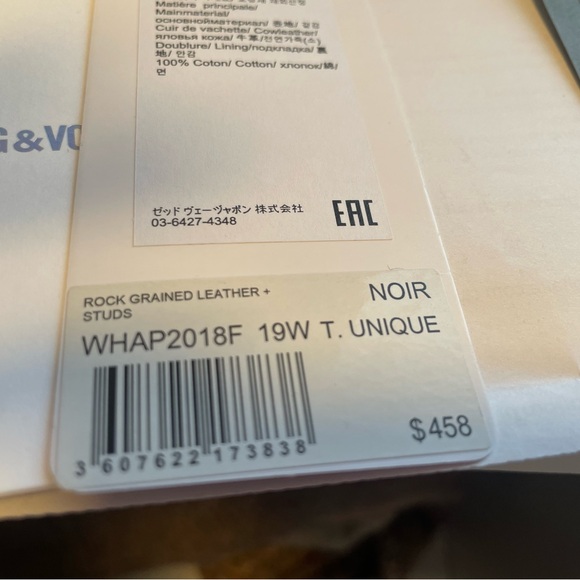 Matière principale/
Mainmaterial/
основнойматериал/ 表地/ 겉감
Cuir de vachette/ Cowleather/
яловья кожа/ 牛革/천연가죽(소)
Doublure/ Lining/подкладка/ 裏
地/ 안감
100% Coton/ Cotton/ хлопок/綿/
면
G&VO
ゼッド ヴェージャポン 株式会社
03-6427-4348
EAC
ROCK GRAINED LEATHER +
STUDS
NOIR
WHAP2018F 19W T. UNIQUE
3 607622 173838
$458